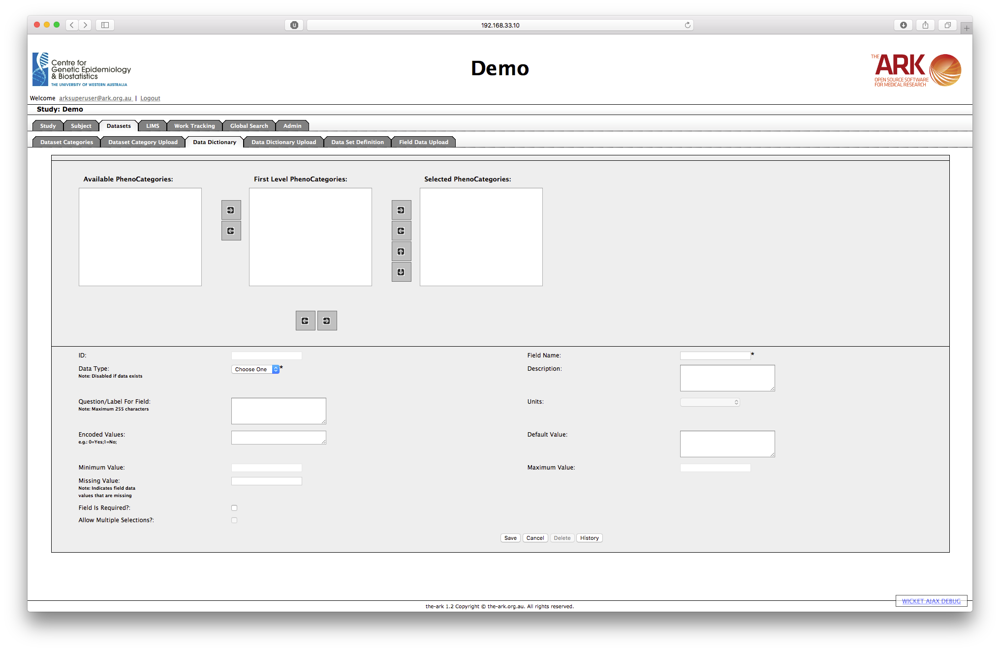 192.168.33.10
Centre for
Genetic Epidemiology
& Biostatistics
THE UNIVERSITY OF WESTERN AUSTRALIA
Demo
THE ARK
OPEN SOURCE SOFTWARE
FOR MEDICAL RESEARCH
Welcome arksuperuser@ark.org.au | Logout
Study: Demo
Study Subject Datasets LIMS Work Tracking Global Search Admin
Dataset Categories Dataset Category Upload Data Dictionary Data Dictionary Upload Data Set Definition Field Data Upload
Available PhenoCategories: First Level PhenoCategories: Selected PhenoCategories:
ID: Field Name: *
Data Type: Choose One * Description:
Note: Disabled if data exists
Question/Label For Field: Units:
Note: Maximum 255 characters
Encoded Values: Default Value:
e.g.: 0=Yes;1=No;
Minimum Value: Maximum Value:
Missing Value:
Note: Indicates field data
values that are missing
Field Is Required?:
Allow Multiple Selections?:
Save Cancel Delete History
WICKET AJAX DEBUG
the-ark 1.2 Copyright © the-ark.org.au. All rights reserved.